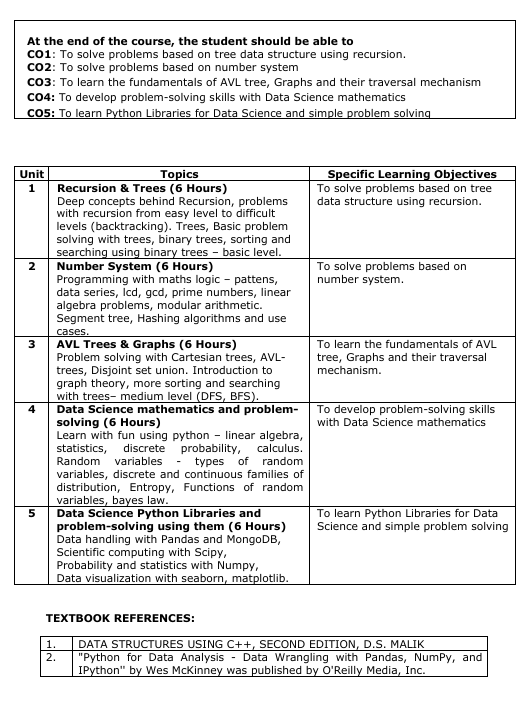 At the end of the course, the student should be able to
CO1: To solve problems based on tree data structure using recursion.
CO2: To solve problems based on number system
CO3: To learn the fundamentals of AVL tree, Graphs and their traversal mechanism
CO4: To develop problem-solving skills with Data Science mathematics
CO5: To learn Python Libraries for Data Science and simple problem solving
Unit Topics Specific Learning Objectives
1 Recursion & Trees (6 Hours)
Deep concepts behind Recursion, problems
with recursion from easy level to difficult
levels (backtracking). Trees, Basic problem
solving with trees, binary trees, sorting and
searching using binary trees – basic level.
To solve problems based on tree
data structure using recursion.
2 Number System (6 Hours)
Programming with maths logic – pattens,
data series, lcd, gcd, prime numbers, linear
algebra problems, modular arithmetic.
Segment tree, Hashing algorithms and use
cases.
To solve problems based on
number system.
3 AVL Trees & Graphs (6 Hours)
Problem solving with Cartesian trees, AVL-
trees, Disjoint set union. Introduction to
graph theory, more sorting and searching
with trees– medium level (DFS, BFS).
To learn the fundamentals of AVL
tree, Graphs and their traversal
mechanism.
4 Data Science mathematics and problem-
solving (6 Hours)
Learn with fun using python – linear algebra,
statistics, discrete probability, calculus.
Random variables - types of random
variables, discrete and continuous families of
distribution, Entropy, Functions of random
variables, bayes law.
To develop problem-solving skills
with Data Science mathematics
5 Data Science Python Libraries and
problem-solving using them (6 Hours)
Data handling with Pandas and MongoDB,
Scientific computing with Scipy,
Probability and statistics with Numpy,
Data visualization with seaborn, matplotlib.
To learn Python Libraries for Data
Science and simple problem solving
TEXTBOOK REFERENCES:
1. DATA STRUCTURES USING C++, SECOND EDITION, D.S. MALIK
2. "Python for Data Analysis - Data Wrangling with Pandas, NumPy, and
IPython" by Wes McKinney was published by O'Reilly Media, Inc.